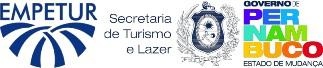 EMPETUR
Secretaria
de Turismo
e Lazer
GOVERNO
DE
PER
NAM
BUCO
ESTADO DE MUDANÇA